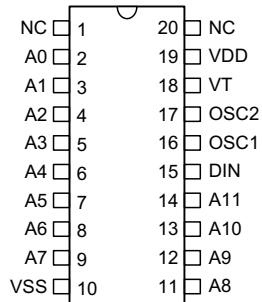 NC 1 20 NC
A0 2 19 VDD
A1 3 18 VT
A2 4 17 OSC2
A3 5 16 OSC1
A4 6 15 DIN
A5 7 14 A11
A6 8 13 A10
A7 9 12 A9
VSS 10 11 A8